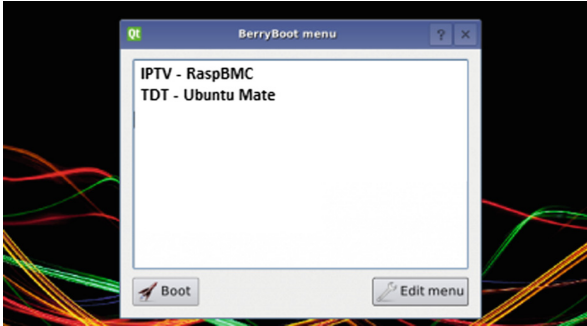 Qt
BerryBoot menu
?
×
IPTV - RaspBMC
TDT - Ubuntu Mate
Boot
Edit menu